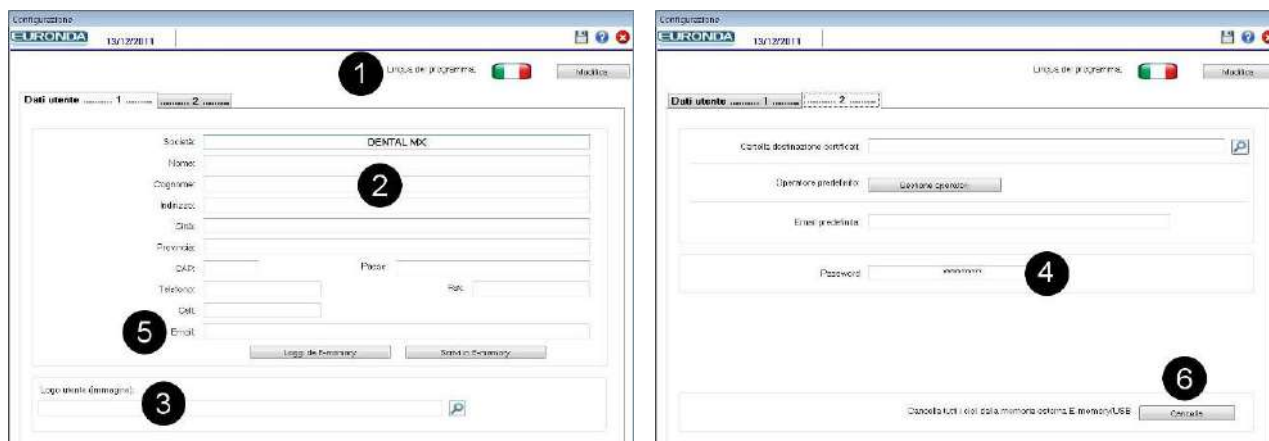 Configurazione
EURONDA 13/12/2011
1 Lingua del programma: Modifica
Dati utente ......... 1 ......... ......... 2 .........
Società: DENTAL MX
Nome:
Cognome: 2
Indirizzo:
Città:
Provincia:
CAP: Paese:
Telefono: Fax:
Cell:
5 Email:
Leggi da E-memory Scrivi in E-memory
Logo utente (immagine):
3
Configurazione
EURONDA 13/12/2011
Lingua del programma: Modifica
Dati utente ......... 1 ......... ......... 2 .........
Cartella destinazione certificati:
Operatore predefinito: Gestione operatori
Email predefinita:
Password 4
6
Cancella tutti i cicli dalla memoria esterna E-memory/USB Cancella